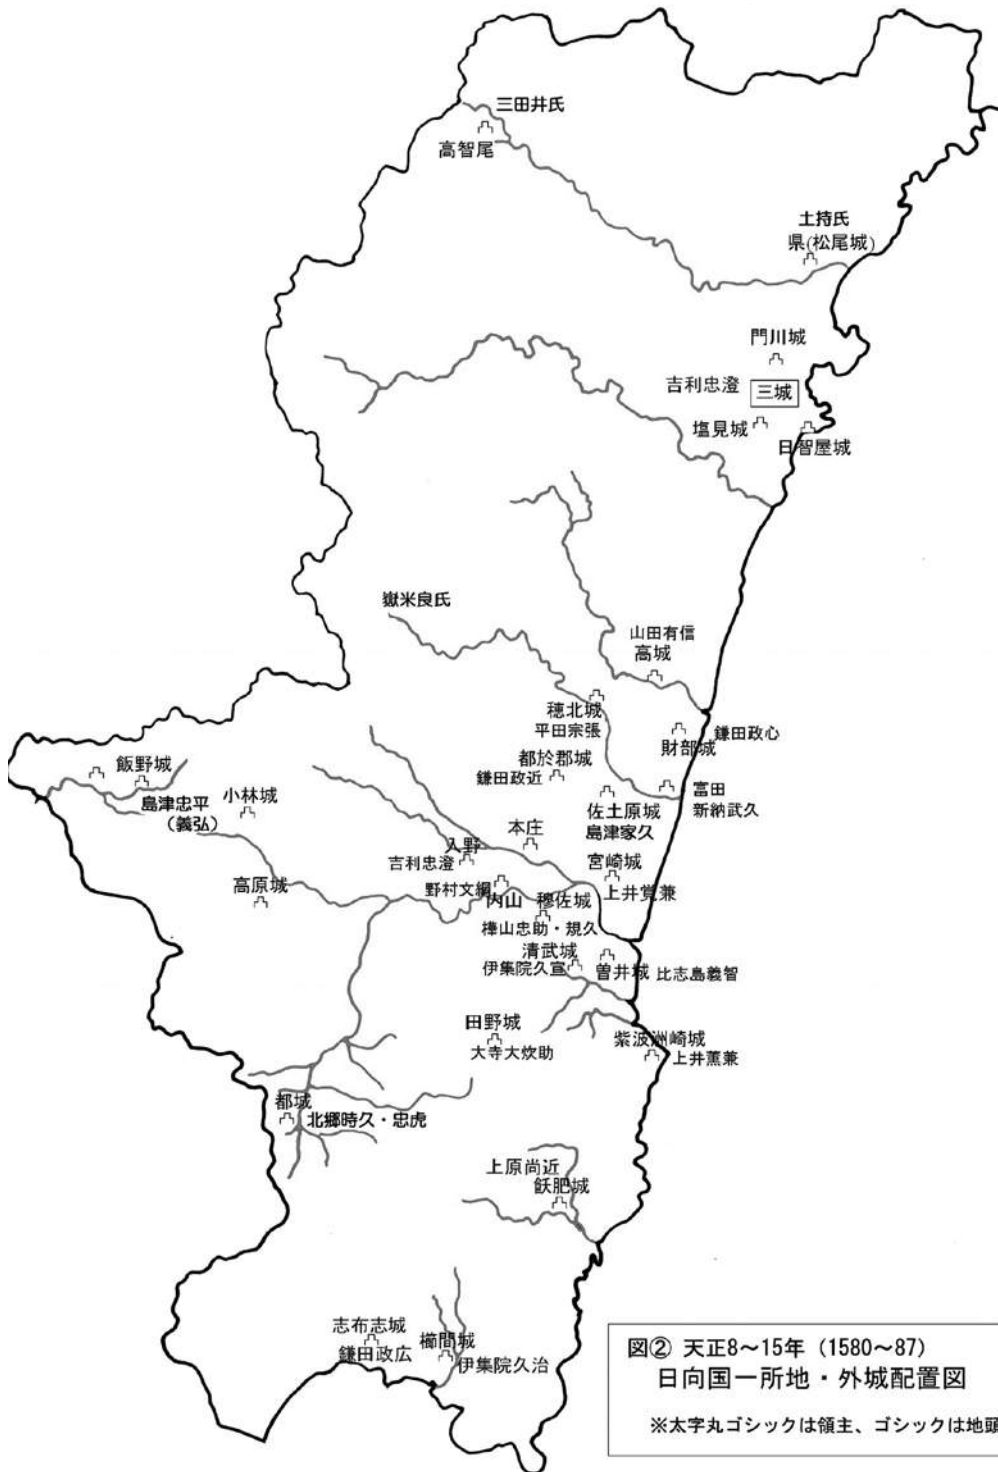 三田井氏
高智尾
土持氏
県(松尾城)
門川城
吉利忠澄
三城
塩見城
日智屋城
嶽米良氏
山田有信
高城
穂北城
平田宗張
財部城
鎌田政心
都於郡城
鎌田政近
富田
新納武久
佐土原城
島津家久
飯野城
島津忠平
(義弘)
小林城
本庄
入野
吉利忠澄
宮崎城
上井覚兼
高原城
野村文綱
内山
穆佐城
樺山忠助・規久
清武城
伊集院久宣
曽井城
比志島義智
田野城
大寺大炊助
紫波洲崎城
上井薫兼
都城
北郷時久・忠虎
上原尚近
飫肥城
志布志城
鎌田政広
櫛間城
伊集院久治
図② 天正8～15年(1580～87)
日向国一所地・外城配置図
※太字丸ゴシックは領主、ゴシックは地頭